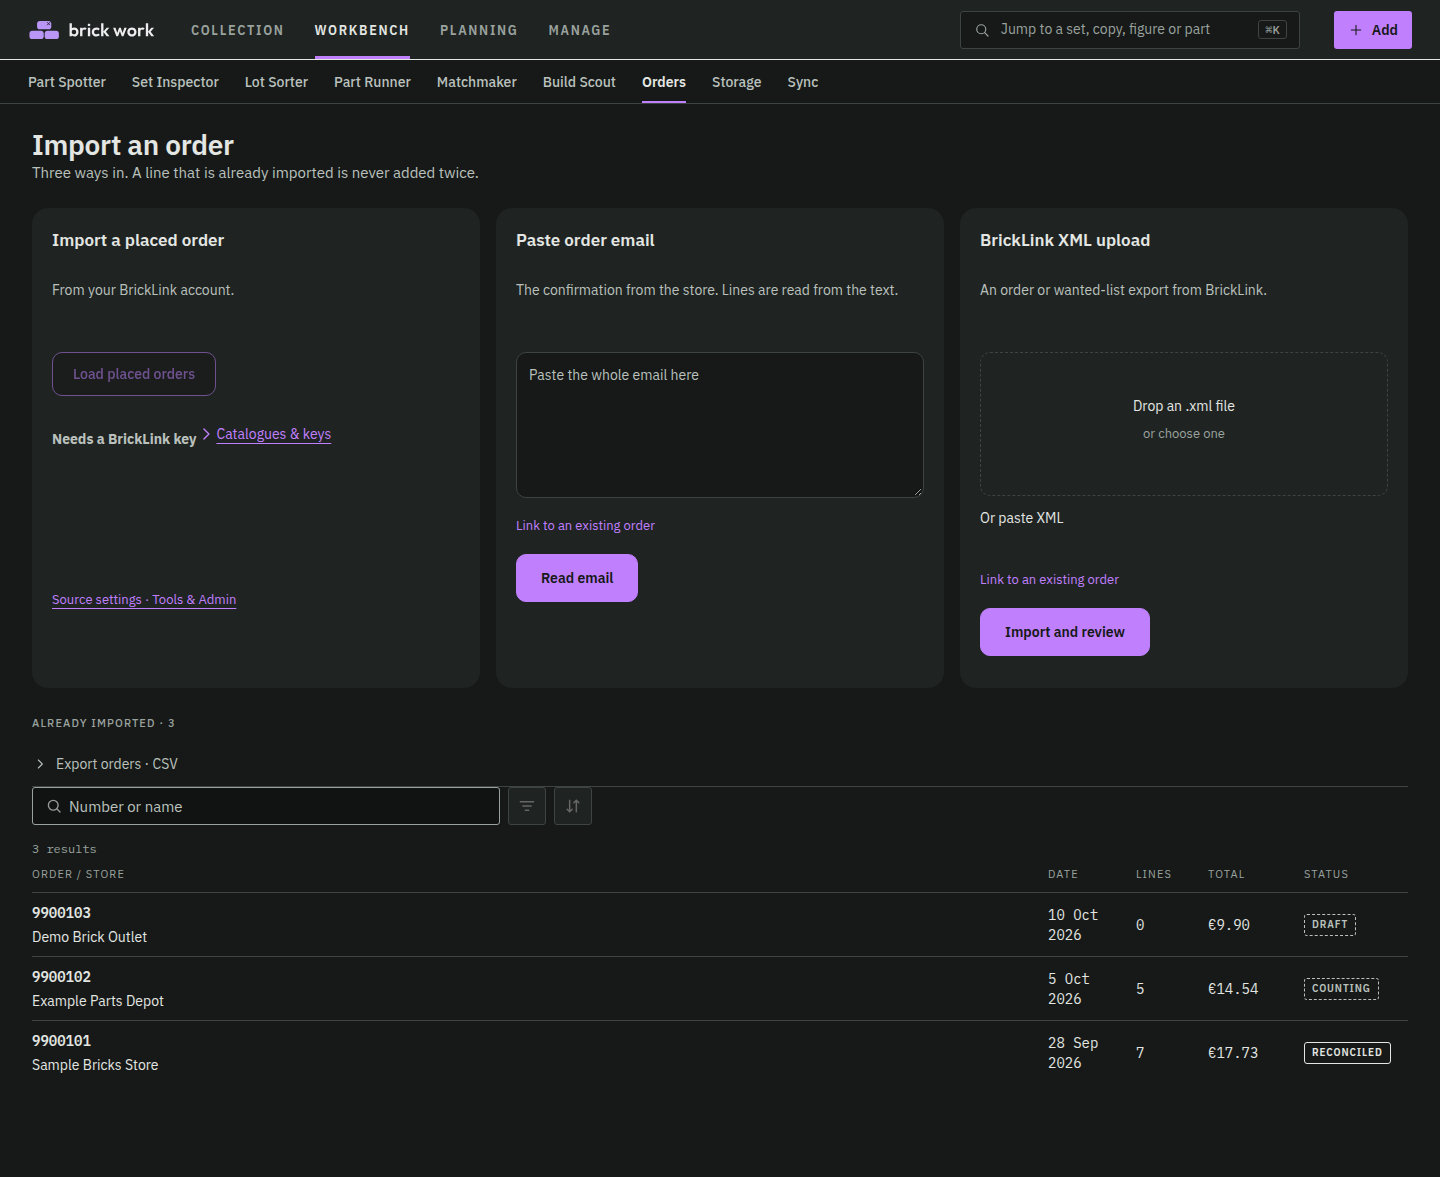 brick work
COLLECTION WORKBENCH PLANNING MANAGE
Jump to a set, copy, figure or part ⌘K
+ Add
Part Spotter Set Inspector Lot Sorter Part Runner Matchmaker Build Scout Orders Storage Sync
Import an order
Three ways in. A line that is already imported is never added twice.
Import a placed order
From your BrickLink account.
Load placed orders
Needs a BrickLink key > Catalogues & keys
Source settings · Tools & Admin
Paste order email
The confirmation from the store. Lines are read from the text.
Paste the whole email here
Link to an existing order
Read email
BrickLink XML upload
An order or wanted-list export from BrickLink.
Drop an .xml file
or choose one
Or paste XML
Link to an existing order
Import and review
ALREADY IMPORTED · 3
Export orders · CSV
Number or name
3 results
ORDER / STORE DATE LINES TOTAL STATUS
9900103
Demo Brick Outlet
10 Oct
2026
0 €9.90 DRAFT
9900102
Example Parts Depot
5 Oct
2026
5 €14.54 COUNTING
9900101
Sample Bricks Store
28 Sep
2026
7 €17.73 RECONCILED